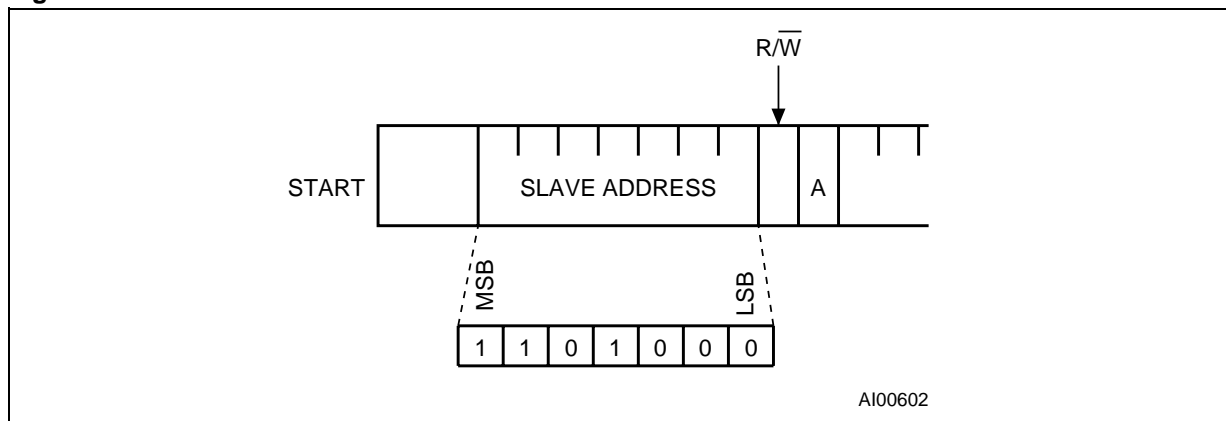 R/W̅
START
SLAVE ADDRESS
A
MSB
LSB
1 1 0 1 0 0 0
AI00602